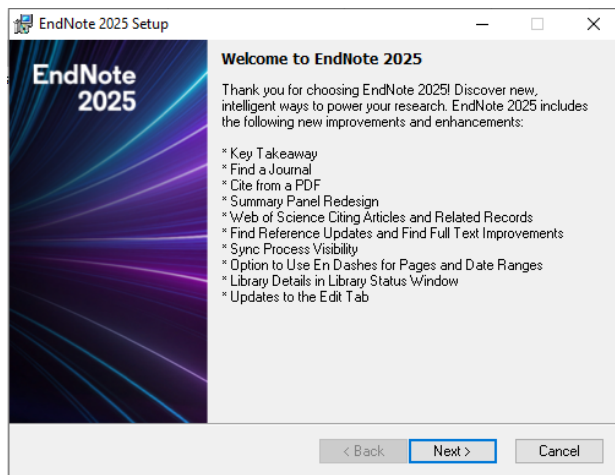 EndNote 2025 Setup
EndNote
2025
Welcome to EndNote 2025
Thank you for choosing EndNote 2025! Discover new,
intelligent ways to power your research. EndNote 2025 includes
the following new improvements and enhancements:
* Key Takeaway
* Find a Journal
* Cite from a PDF
* Summary Panel Redesign
* Web of Science Citing Articles and Related Records
* Find Reference Updates and Find Full Text Improvements
* Sync Process Visibility
* Option to Use En Dashes for Pages and Date Ranges
* Library Details in Library Status Window
* Updates to the Edit Tab
< Back
Next >
Cancel